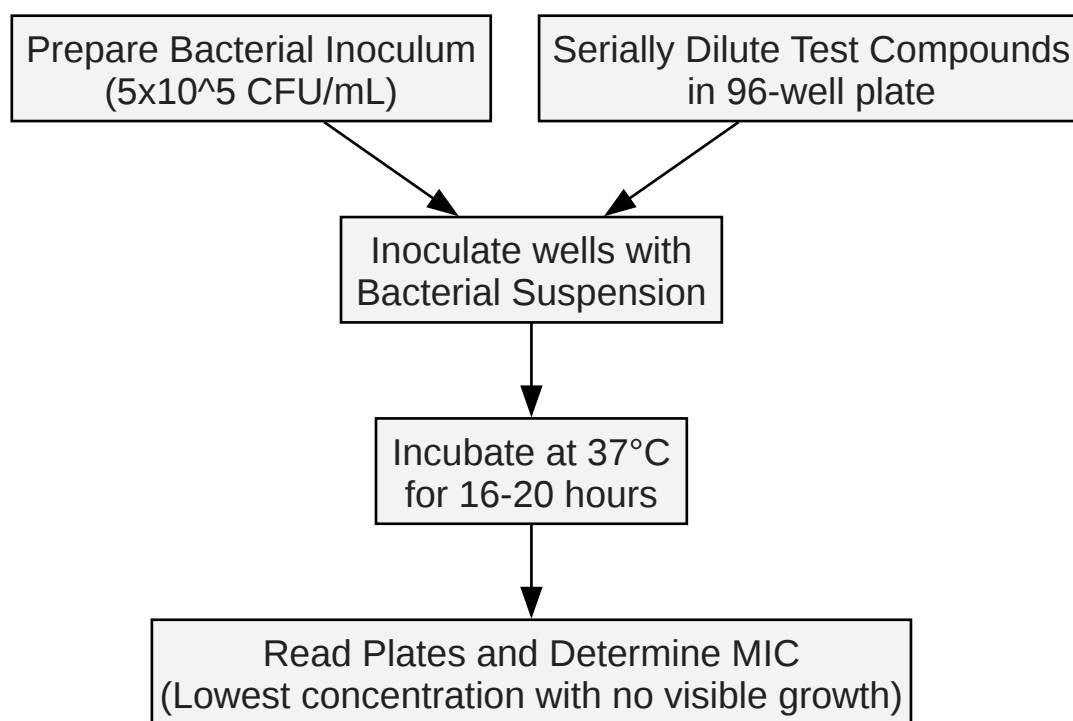 Prepare Bacterial Inoculum
(5x10^5 CFU/mL)
Serially Dilute Test Compounds
in 96-well plate
Inoculate wells with
Bacterial Suspension
Incubate at 37°C
for 16-20 hours
Read Plates and Determine MIC
(Lowest concentration with no visible growth)